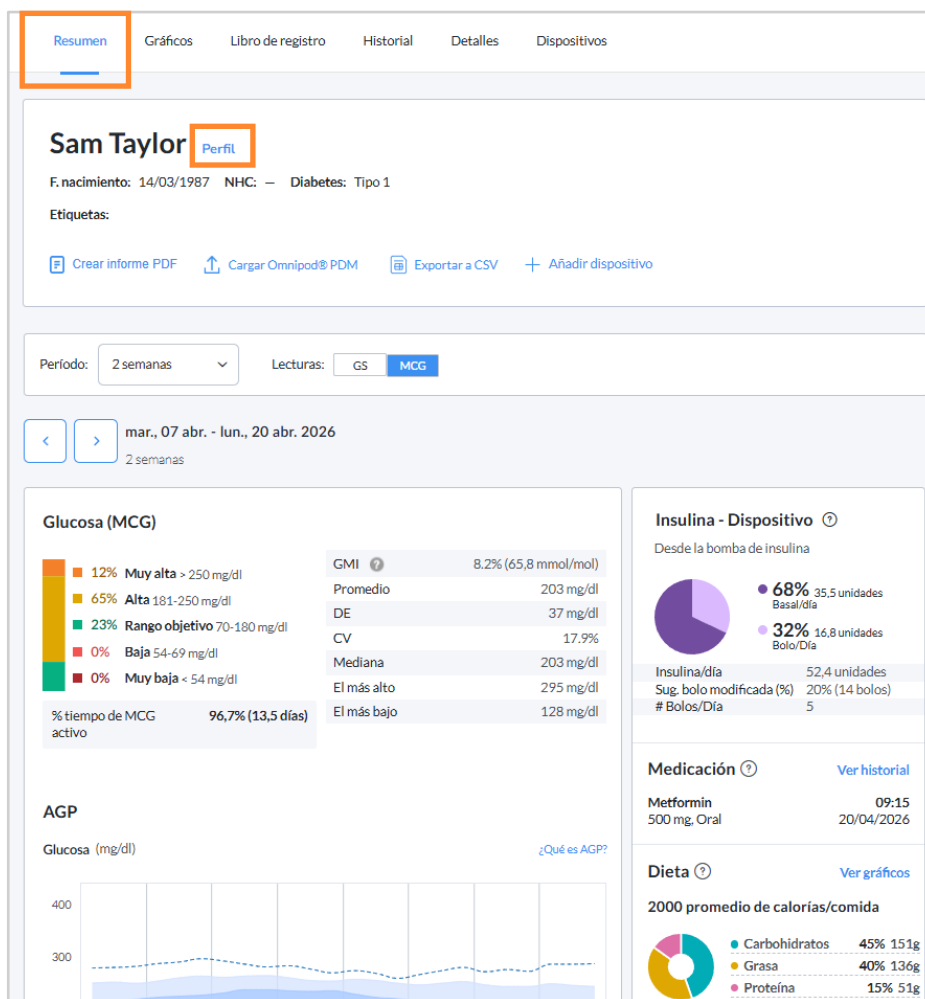 Resumen Gráficos Libro de registro Historial Detalles Dispositivos
Sam Taylor Perfil
F. nacimiento: 14/03/1987 NHC: — Diabetes: Tipo 1
Etiquetas:
Crear informe PDF Cargar Omnipod® PDM Exportar a CSV + Añadir dispositivo
Período: 2 semanas Lecturas: GS MCG
< > mar., 07 abr. - lun., 20 abr. 2026
2 semanas
Glucosa (MCG)
12% Muy alta > 250 mg/dl
65% Alta 181-250 mg/dl
23% Rango objetivo 70-180 mg/dl
0% Baja 54-69 mg/dl
0% Muy baja < 54 mg/dl
% tiempo de MCG activo 96,7% (13,5 días)
GMI ? 8.2% (65,8 mmol/mol)
Promedio 203 mg/dl
DE 37 mg/dl
CV 17.9%
Mediana 203 mg/dl
El más alto 295 mg/dl
El más bajo 128 mg/dl
AGP
Glucosa (mg/dl) ¿Qué es AGP?
400
300
Insulina - Dispositivo ?
Desde la bomba de insulina
68% 35,5 unidades
Basal/día
32% 16,8 unidades
Bolo/Día
Insulina/día 52,4 unidades
Sug. bolo modificada (%) 20% (14 bolos)
# Bolos/Día 5
Medicación ? Ver historial
Metformin 09:15
500 mg, Oral 20/04/2026
Dieta ? Ver gráficos
2000 promedio de calorías/comida
Carbohidratos 45% 151g
Grasa 40% 136g
Proteína 15% 51g